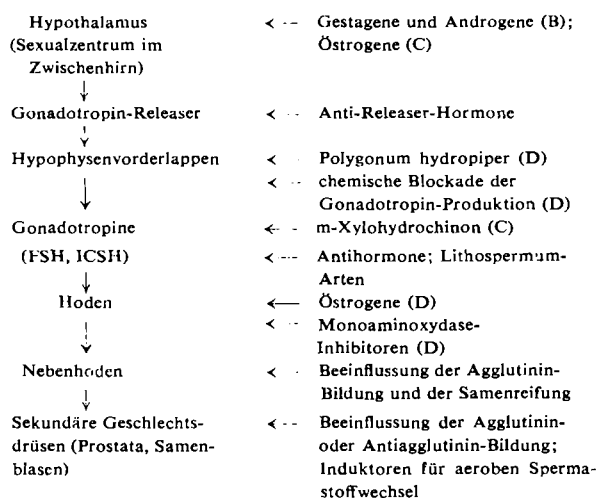 Hypothalamus
(Sexualzentrum im
Zwischenhirn)
Gestagene und Androgene (B);
Östrogene (C)
Gonadotropin-Releaser
Anti-Releaser-Hormone
Hypophysenvorderlappen
Polygonum hydropiper (D)
chemische Blockade der
Gonadotropin-Produktion (D)
Gonadotropine
(FSH, ICSH)
m-Xylohydrochinon (C)
Antihormone; Lithospermum-
Arten
Hoden
Östrogene (D)
Monoaminoxydase-
Inhibitoren (D)
Nebenhoden
Beeinflussung der Agglutinin-
Bildung und der Samenreifung
Sekundäre Geschlechts-
drüsen (Prostata, Samen-
blasen)
Beeinflussung der Agglutinin-
oder Antiagglutinin-Bildung;
Induktoren für aeroben Sperma-
stoffwechsel